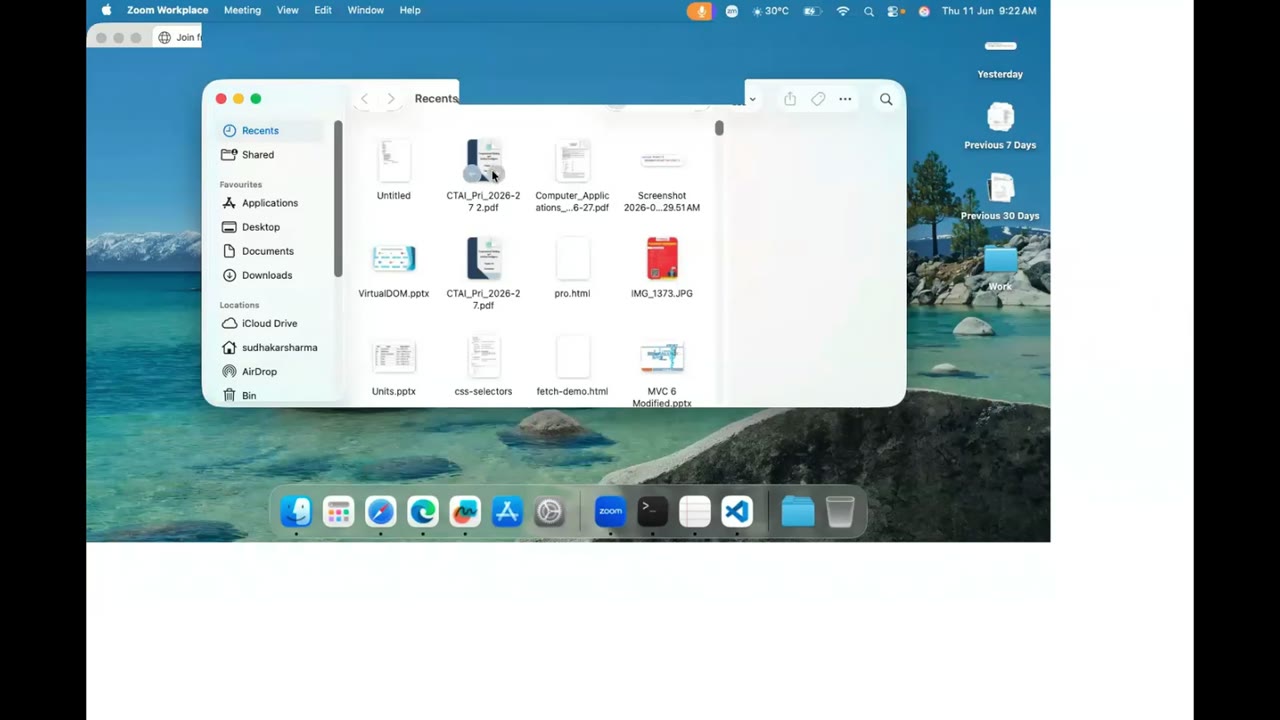 Zoom Workplace Meeting View Edit Window Help
zm 30°C Thu 11 Jun 9:22 AM
Join f
Yesterday
Previous 7 Days
Previous 30 Days
Work
Recents
Recents
Shared
Favourites
Applications
Desktop
Documents
Downloads
Locations
iCloud Drive
sudhakarsharma
AirDrop
Bin
Untitled
CTAI_Pri_2026-2
7 2.pdf
Computer_Applic
ations_...6-27.pdf
Screenshot
2026-0...29.51 AM
VirtualDOM.pptx
CTAI_Pri_2026-2
7.pdf
pro.html
IMG_1373.JPG
Units.pptx
css-selectors
fetch-demo.html
MVC 6
Modified.pptx
zoom